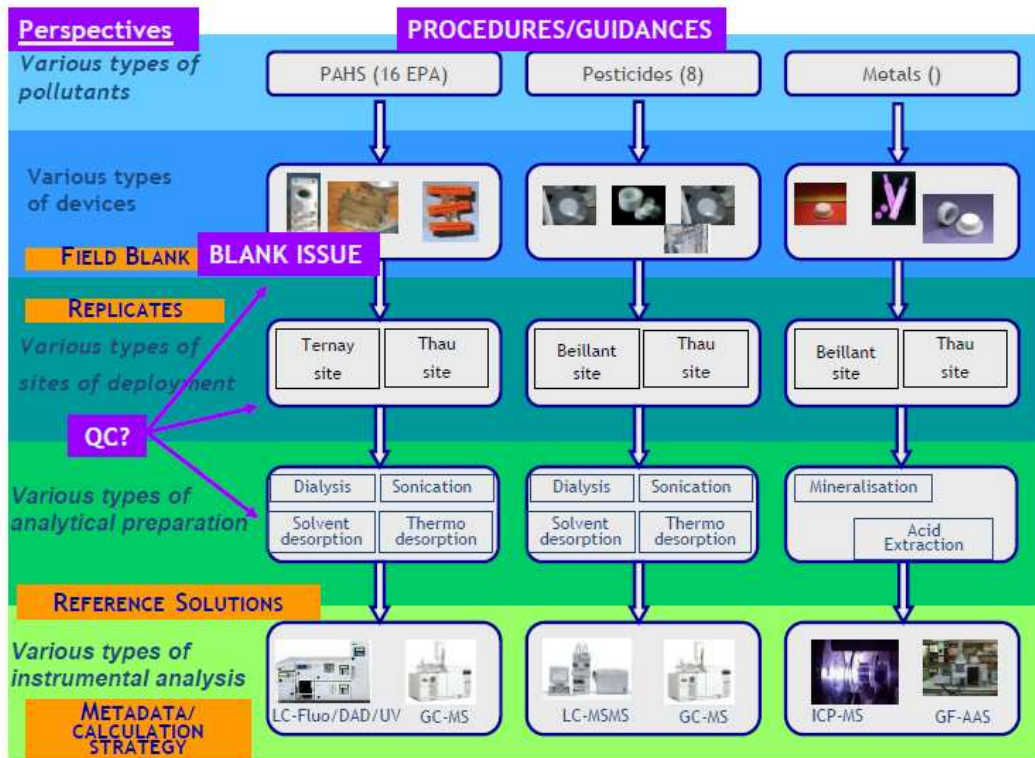 Perspectives
PROCEDURES/GUIDANCES
Various types of
pollutants
PAHS (16 EPA)
Pesticides (8)
Metals ()
Various types
of devices
FIELD BLANK
BLANK ISSUE
REPLICATES
Various types of
sites of deployment
Ternay
site
Thau
site
Beillant
site
Thau
site
Beillant
site
Thau
site
QC?
Various types of
analytical preparation
Dialysis
Sonication
Solvent
desorption
Thermo
desorption
Dialysis
Sonication
Solvent
desorption
Thermo
desorption
Mineralisation
Acid
Extraction
REFERENCE SOLUTIONS
Various types of
instrumental analysis
LC-Fluo/DAD/UV
GC-MS
LC-MSMS
GC-MS
ICP-MS
GF-AAS
METADATA/
CALCULATION
STRATEGY